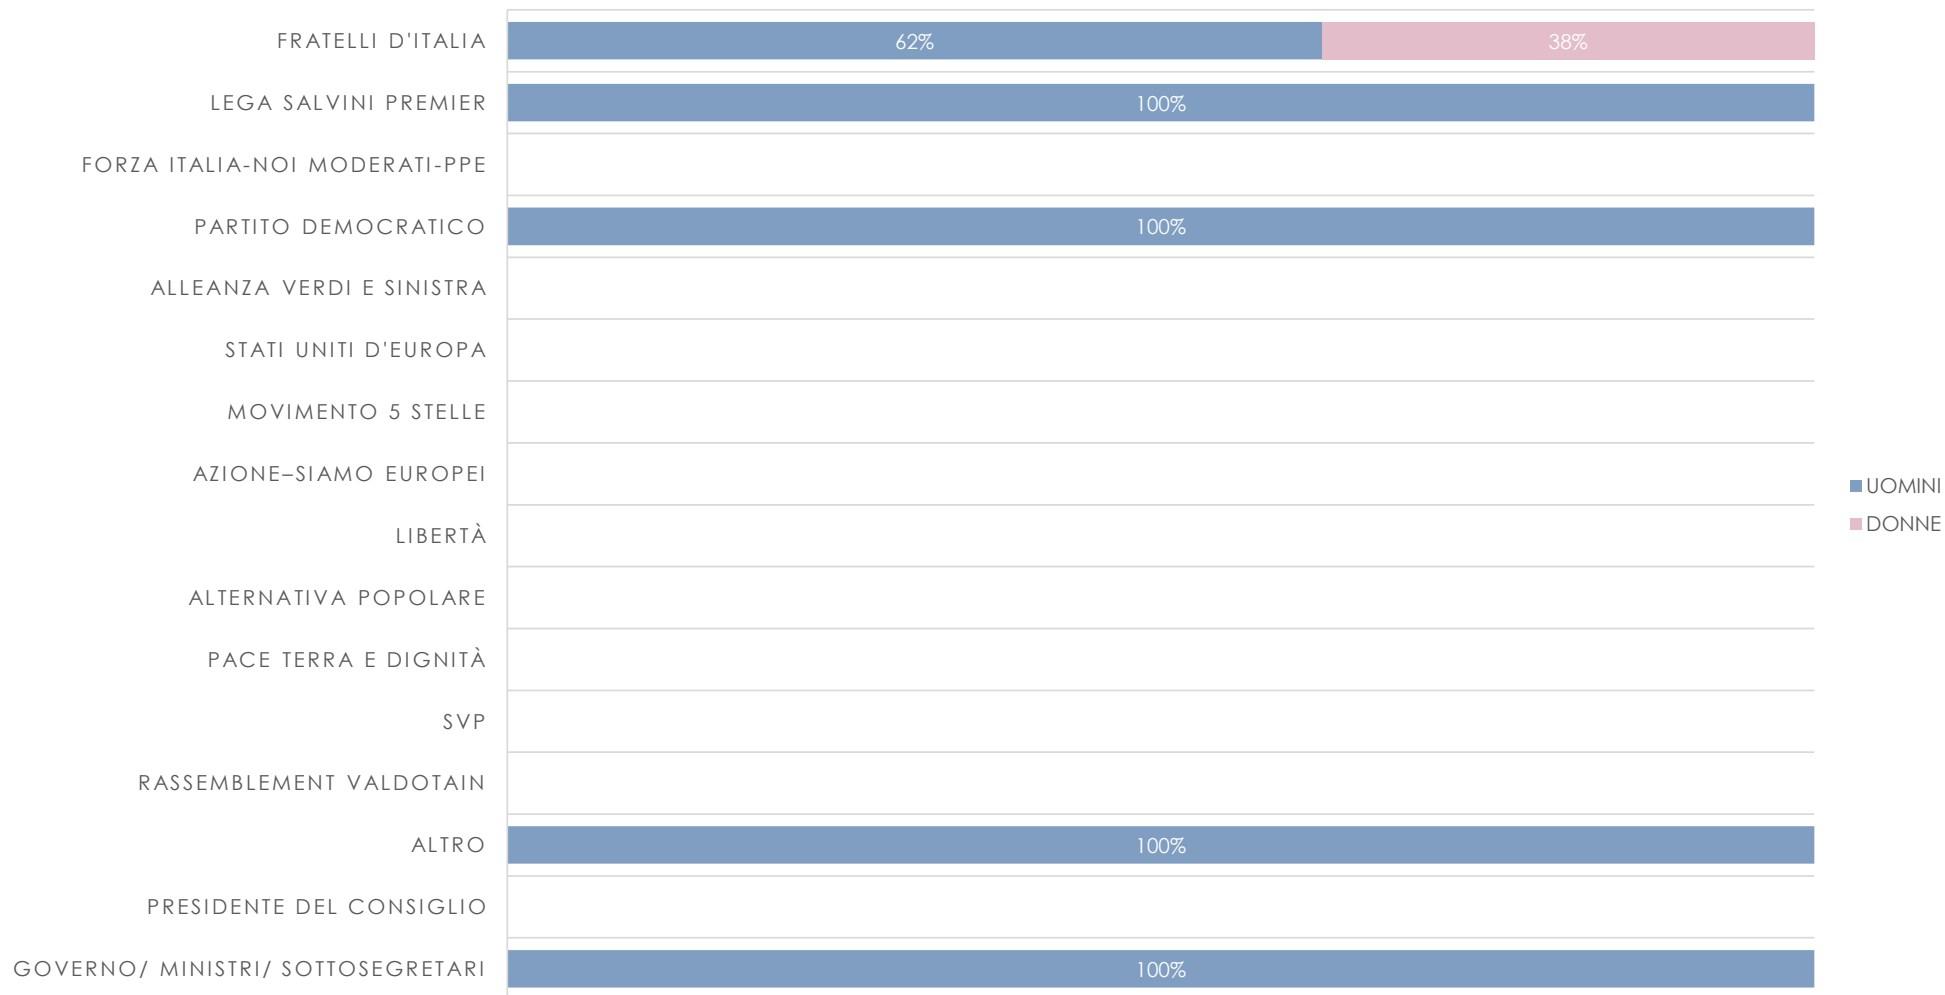 FRATELLI D'ITALIA 62% 38%
LEGA SALVINI PREMIER 100%
FORZA ITALIA-NOI MODERATI-PPE
PARTITO DEMOCRATICO 100%
ALLEANZA VERDI E SINISTRA
STATI UNITI D'EUROPA
MOVIMENTO 5 STELLE
AZIONE–SIAMO EUROPEI
LIBERTÀ
ALTERNATIVA POPOLARE
PACE TERRA E DIGNITÀ
SVP
RASSEMBLEMENT VALDOTAIN
ALTRO 100%
PRESIDENTE DEL CONSIGLIO
GOVERNO/ MINISTRI/ SOTTOSEGRETARI 100%
UOMINI
DONNE